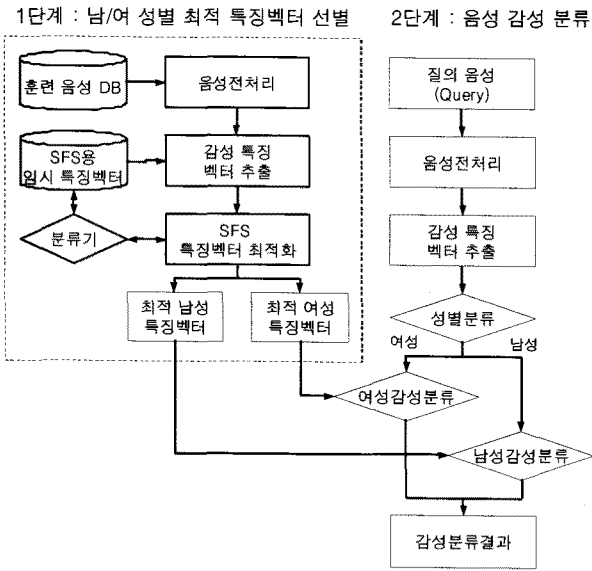 1단계 : 남/여 성별 최적 특징벡터 선별
2단계 : 음성 감성 분류
훈련 음성 DB
음성전처리
SFS용
임시 특징벡터
감성 특징
벡터 추출
분류기
SFS
특징벡터 최적화
최적 남성
특징벡터
최적 여성
특징벡터
질의 음성
(Query)
음성전처리
감성 특징
벡터 추출
성별분류
여성
남성
여성감성분류
남성감성분류
감성분류결과